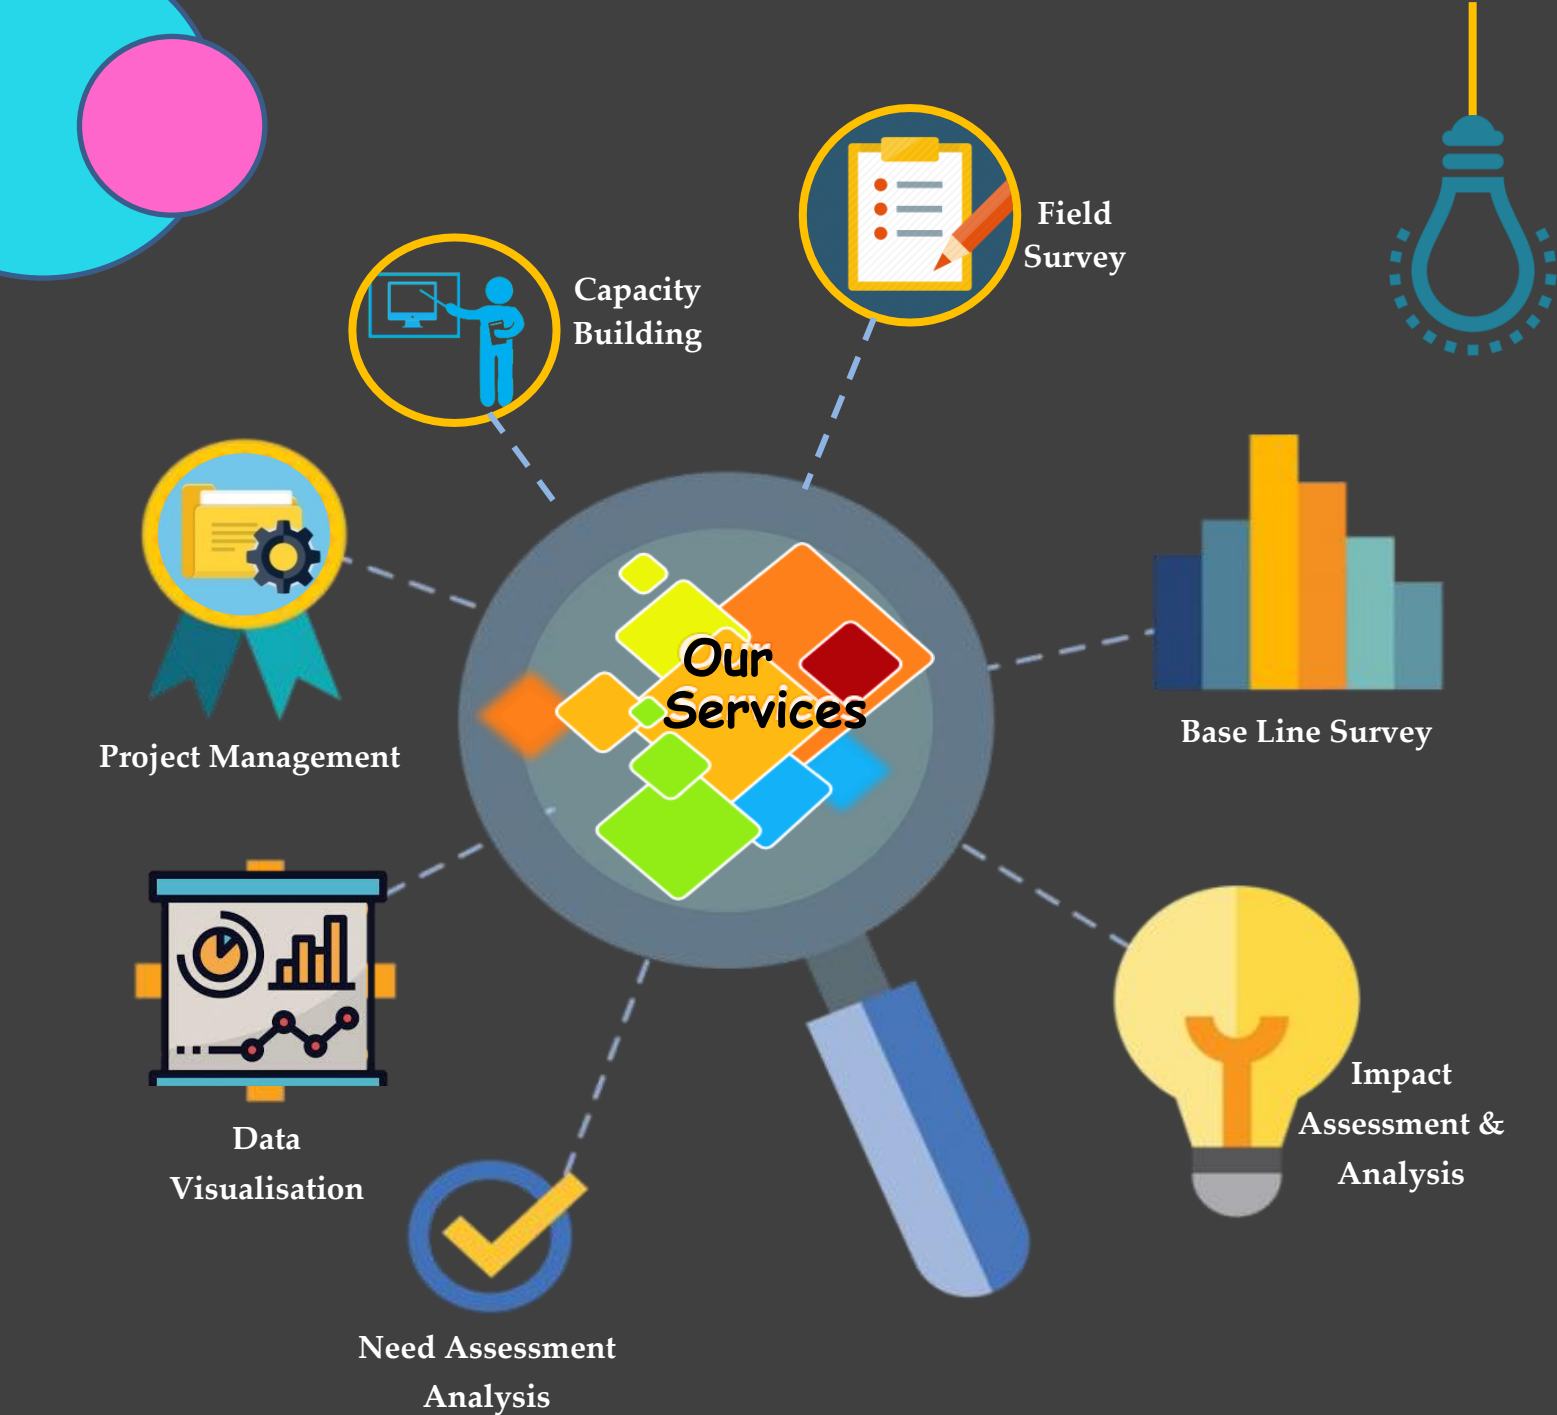 Field
Survey
Capacity
Building
Our
Services
Base Line Survey
Project Management
Impact
Assessment &
Analysis
Data
Visualisation
Need Assessment
Analysis